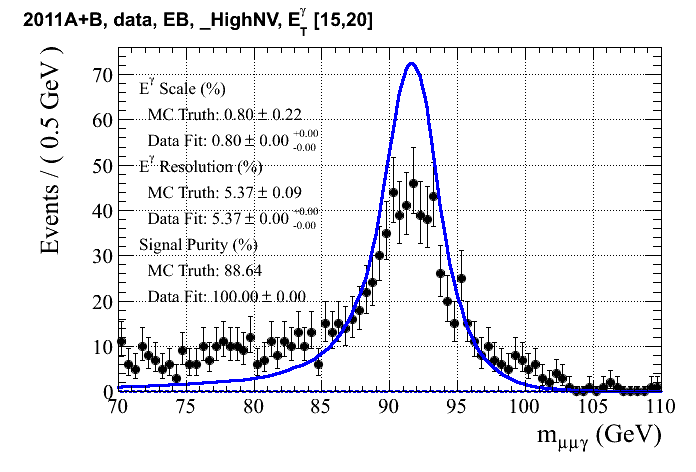 2011A+B, data, EB, _HighNV, E_T^γ [15,20]
Events / ( 0.5 GeV )
70
60
50
40
30
20
10
0
E^γ Scale (%)
MC Truth: 0.80 ± 0.22
Data Fit: 0.80 ± 0.00 +0.00 -0.00
E^γ Resolution (%)
MC Truth: 5.37 ± 0.09
Data Fit: 5.37 ± 0.00 +0.00 -0.00
Signal Purity (%)
MC Truth: 88.64
Data Fit: 100.00 ± 0.00
70 75 80 85 90 95 100 105 110
m_μμγ (GeV)